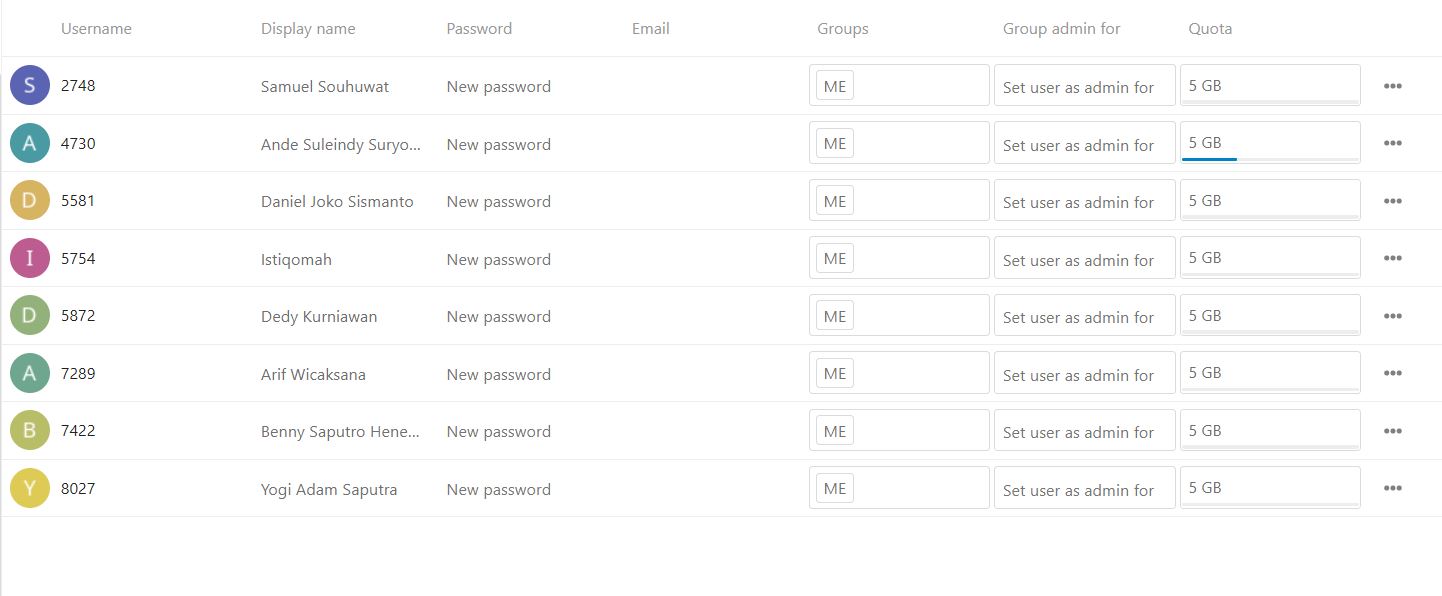 Username Display name Password Email Groups Group admin for Quota
S 2748 Samuel Souhuwat New password ME Set user as admin for 5 GB •••
A 4730 Ande Suleindy Suryo... New password ME Set user as admin for 5 GB •••
D 5581 Daniel Joko Sismanto New password ME Set user as admin for 5 GB •••
I 5754 Istiqomah New password ME Set user as admin for 5 GB •••
D 5872 Dedy Kurniawan New password ME Set user as admin for 5 GB •••
A 7289 Arif Wicaksana New password ME Set user as admin for 5 GB •••
B 7422 Benny Saputro Hene... New password ME Set user as admin for 5 GB •••
Y 8027 Yogi Adam Saputra New password ME Set user as admin for 5 GB •••